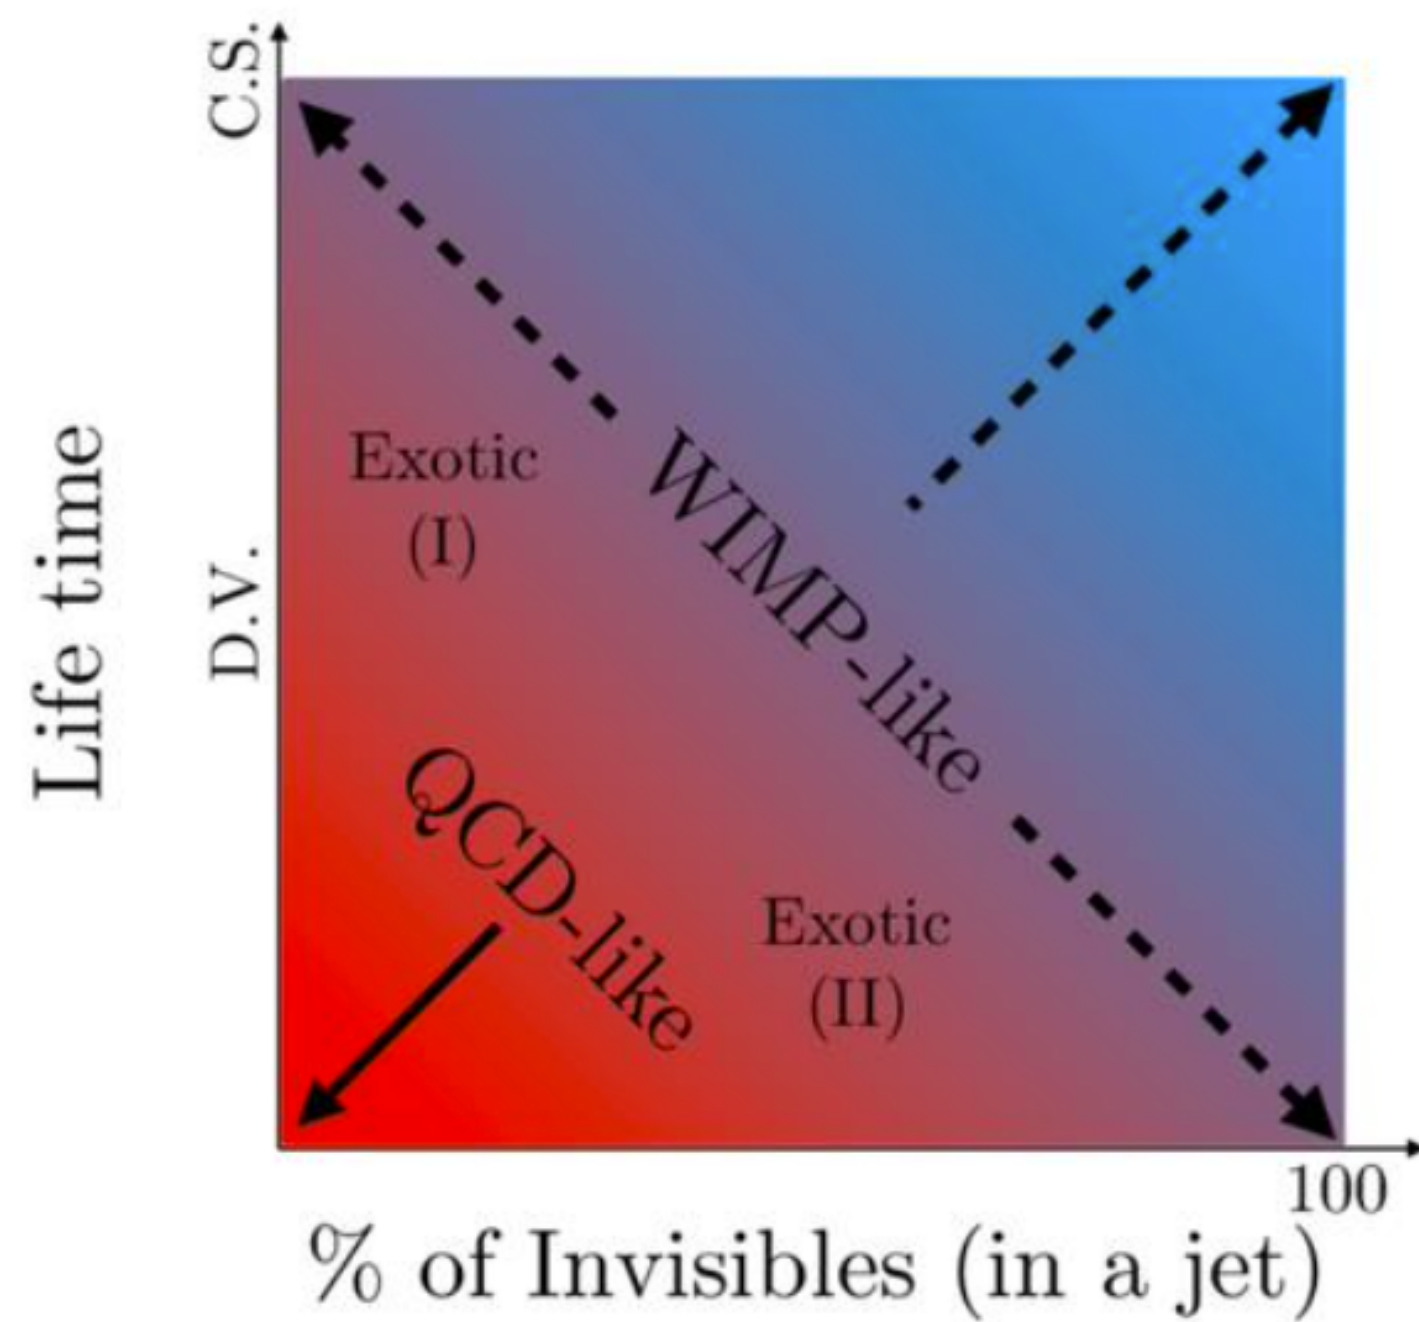 C.S.
Life time
D.V.
Exotic
(I)
WIMP-like
QCD-like
Exotic
(II)
100
% of Invisibles (in a jet)